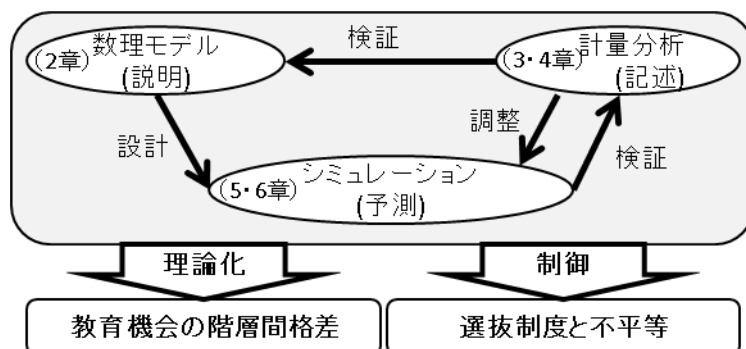 検証
(2章)数理モデル
(説明)
(3・4章)計量分析
(記述)
設計
調整
検証
(5・6章)シミュレーション
(予測)
理論化
制御
教育機会の階層間格差
選抜制度と不平等